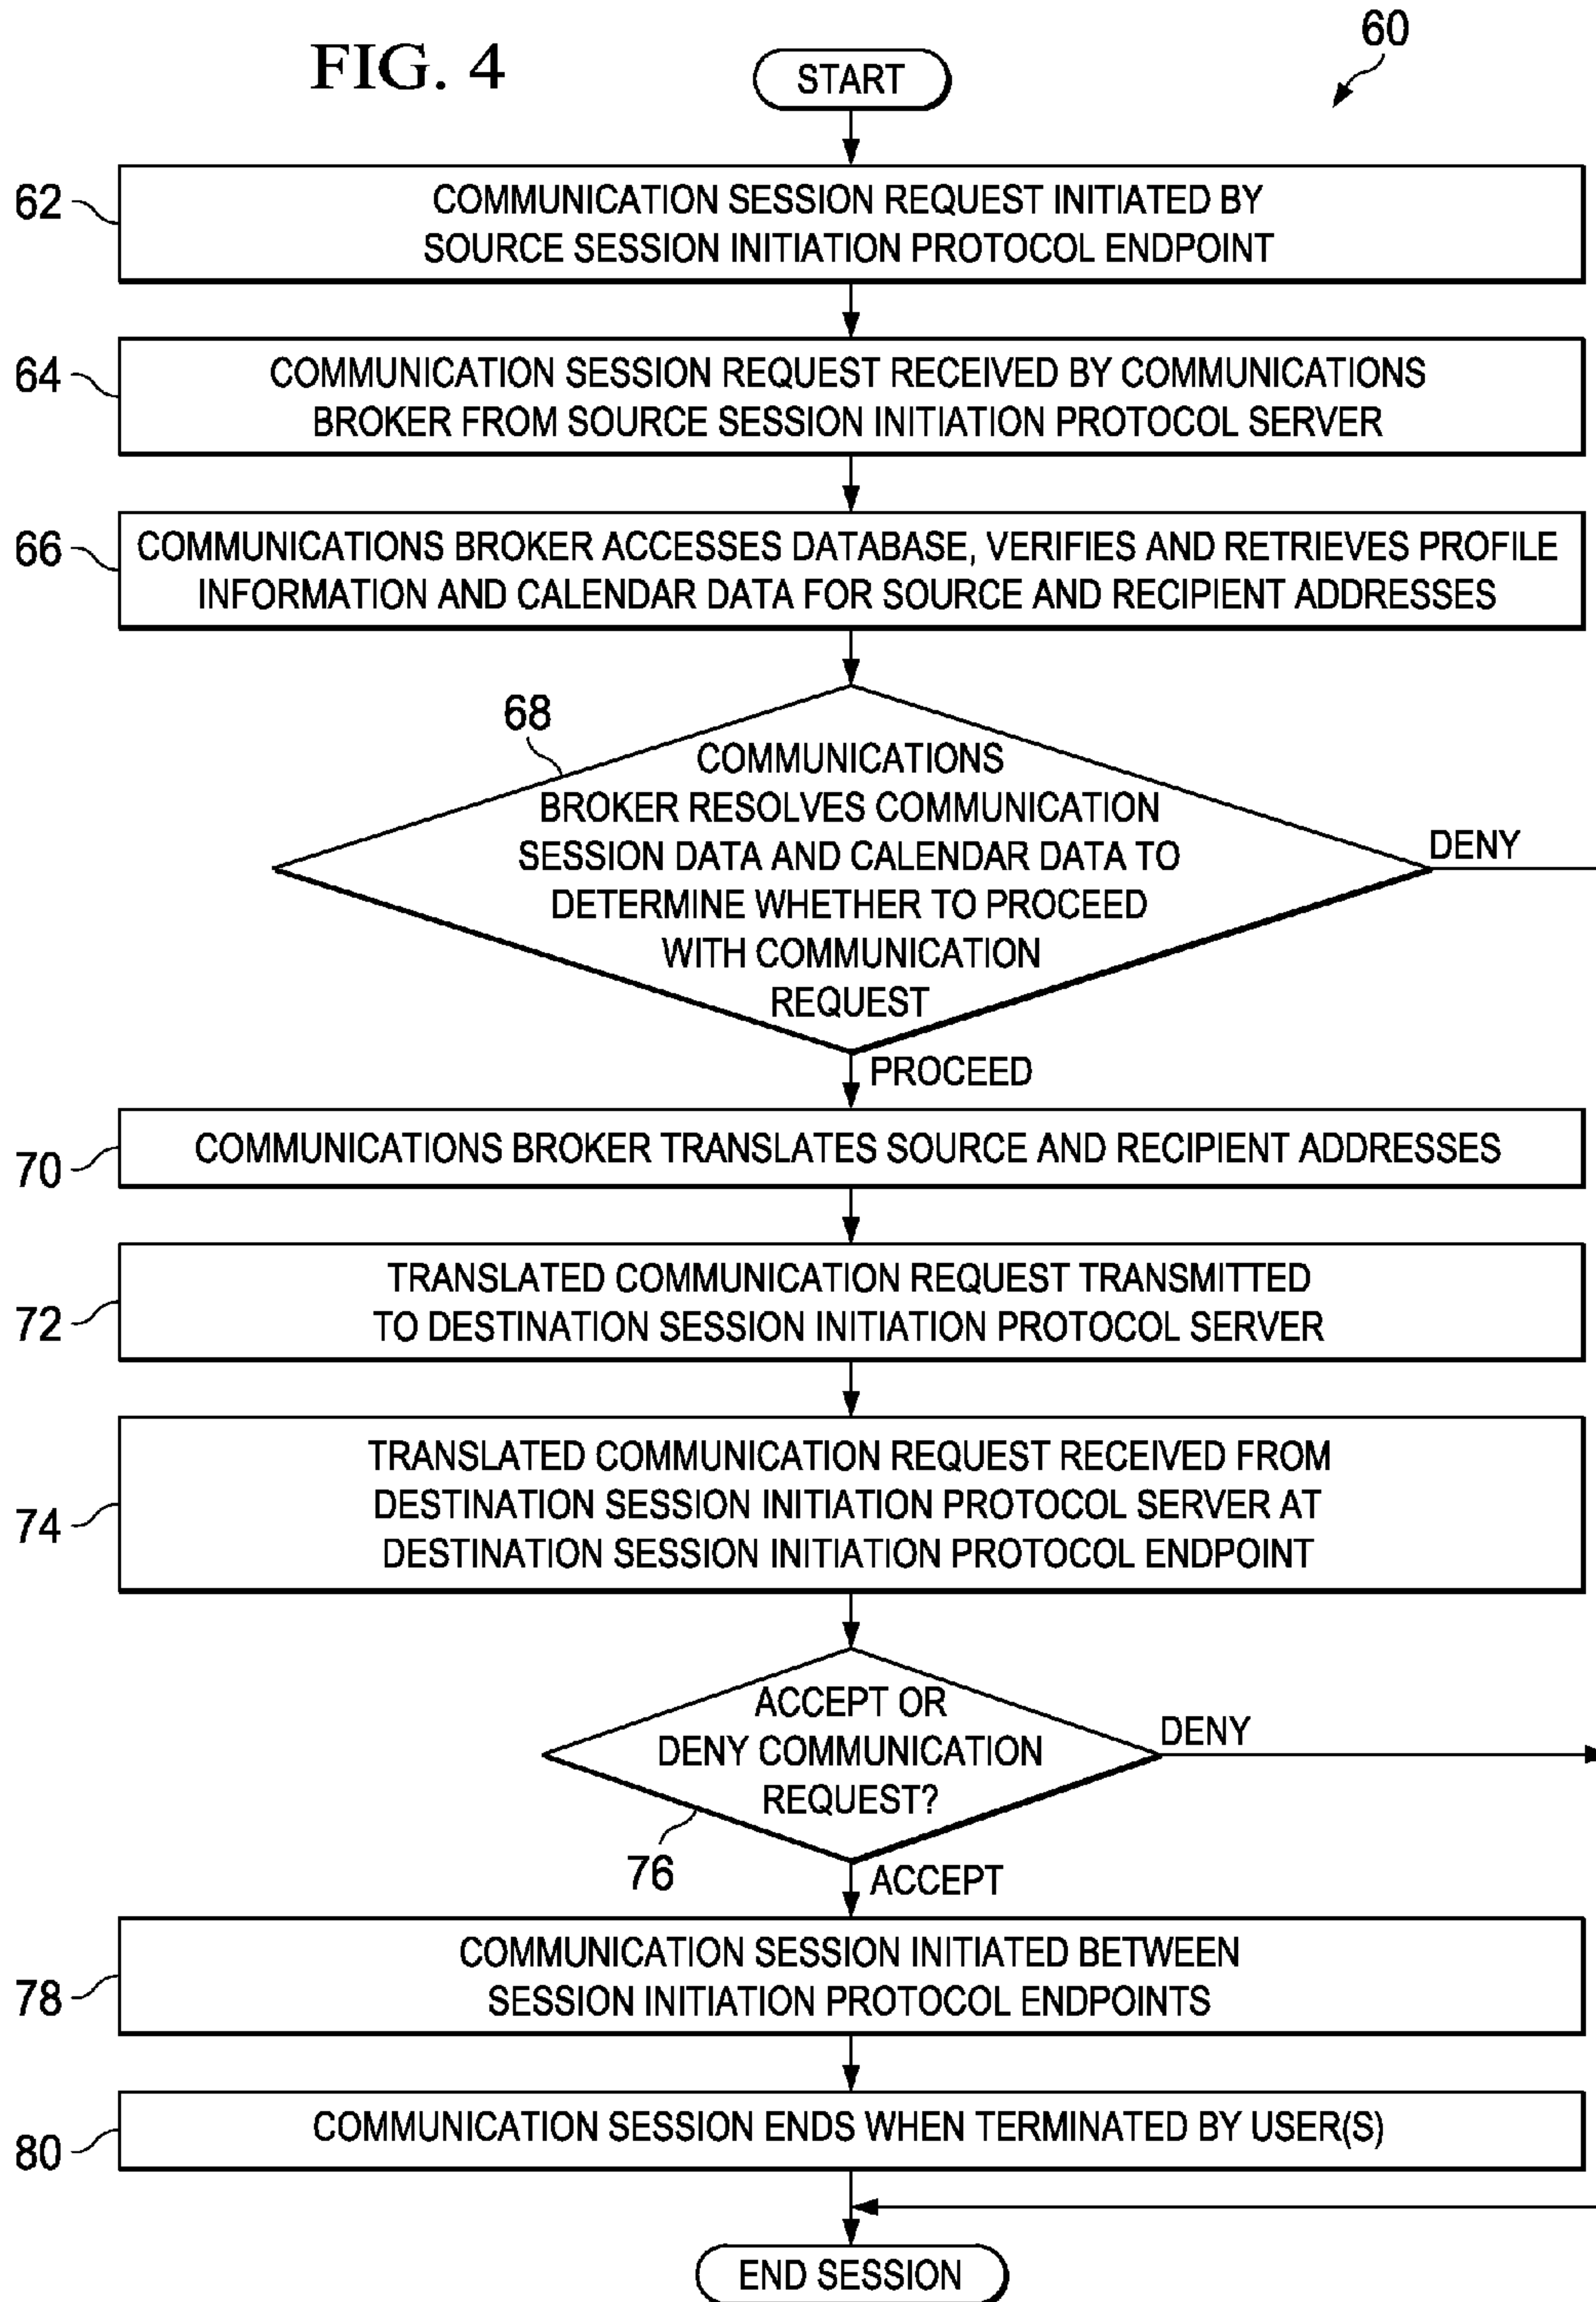 FIG. 4
60
START
62
COMMUNICATION SESSION REQUEST INITIATED BY
SOURCE SESSION INITIATION PROTOCOL ENDPOINT
64
COMMUNICATION SESSION REQUEST RECEIVED BY COMMUNICATIONS
BROKER FROM SOURCE SESSION INITIATION PROTOCOL SERVER
66
COMMUNICATIONS BROKER ACCESSES DATABASE, VERIFIES AND RETRIEVES PROFILE
INFORMATION AND CALENDAR DATA FOR SOURCE AND RECIPIENT ADDRESSES
68
COMMUNICATIONS
BROKER RESOLVES COMMUNICATION
SESSION DATA AND CALENDAR DATA TO
DETERMINE WHETHER TO PROCEED
WITH COMMUNICATION
REQUEST
DENY
PROCEED
70
COMMUNICATIONS BROKER TRANSLATES SOURCE AND RECIPIENT ADDRESSES
72
TRANSLATED COMMUNICATION REQUEST TRANSMITTED
TO DESTINATION SESSION INITIATION PROTOCOL SERVER
74
TRANSLATED COMMUNICATION REQUEST RECEIVED FROM
DESTINATION SESSION INITIATION PROTOCOL SERVER AT
DESTINATION SESSION INITIATION PROTOCOL ENDPOINT
ACCEPT OR
DENY COMMUNICATION
REQUEST?
DENY
76
ACCEPT
78
COMMUNICATION SESSION INITIATED BETWEEN
SESSION INITIATION PROTOCOL ENDPOINTS
80
COMMUNICATION SESSION ENDS WHEN TERMINATED BY USER(S)
END SESSION